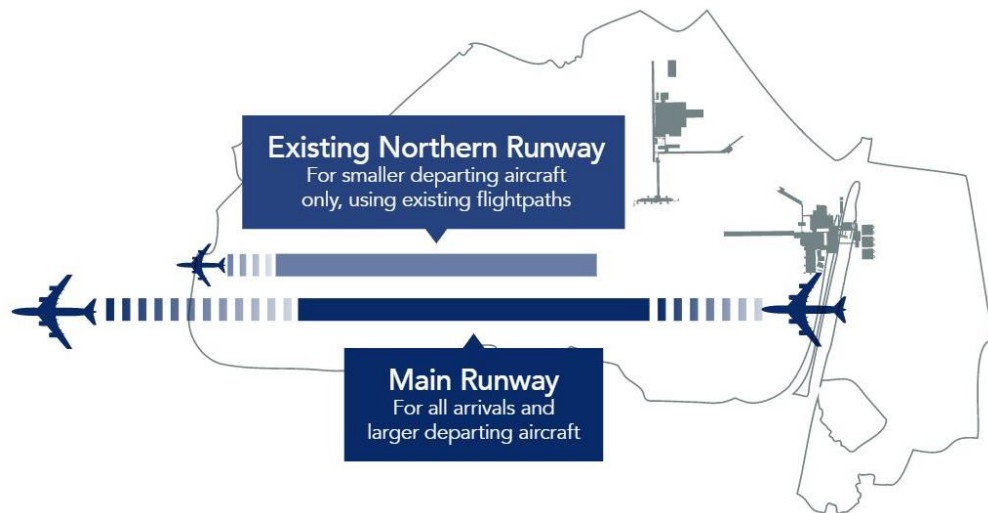 Existing Northern Runway
For smaller departing aircraft
only, using existing flightpaths
Main Runway
For all arrivals and
larger departing aircraft